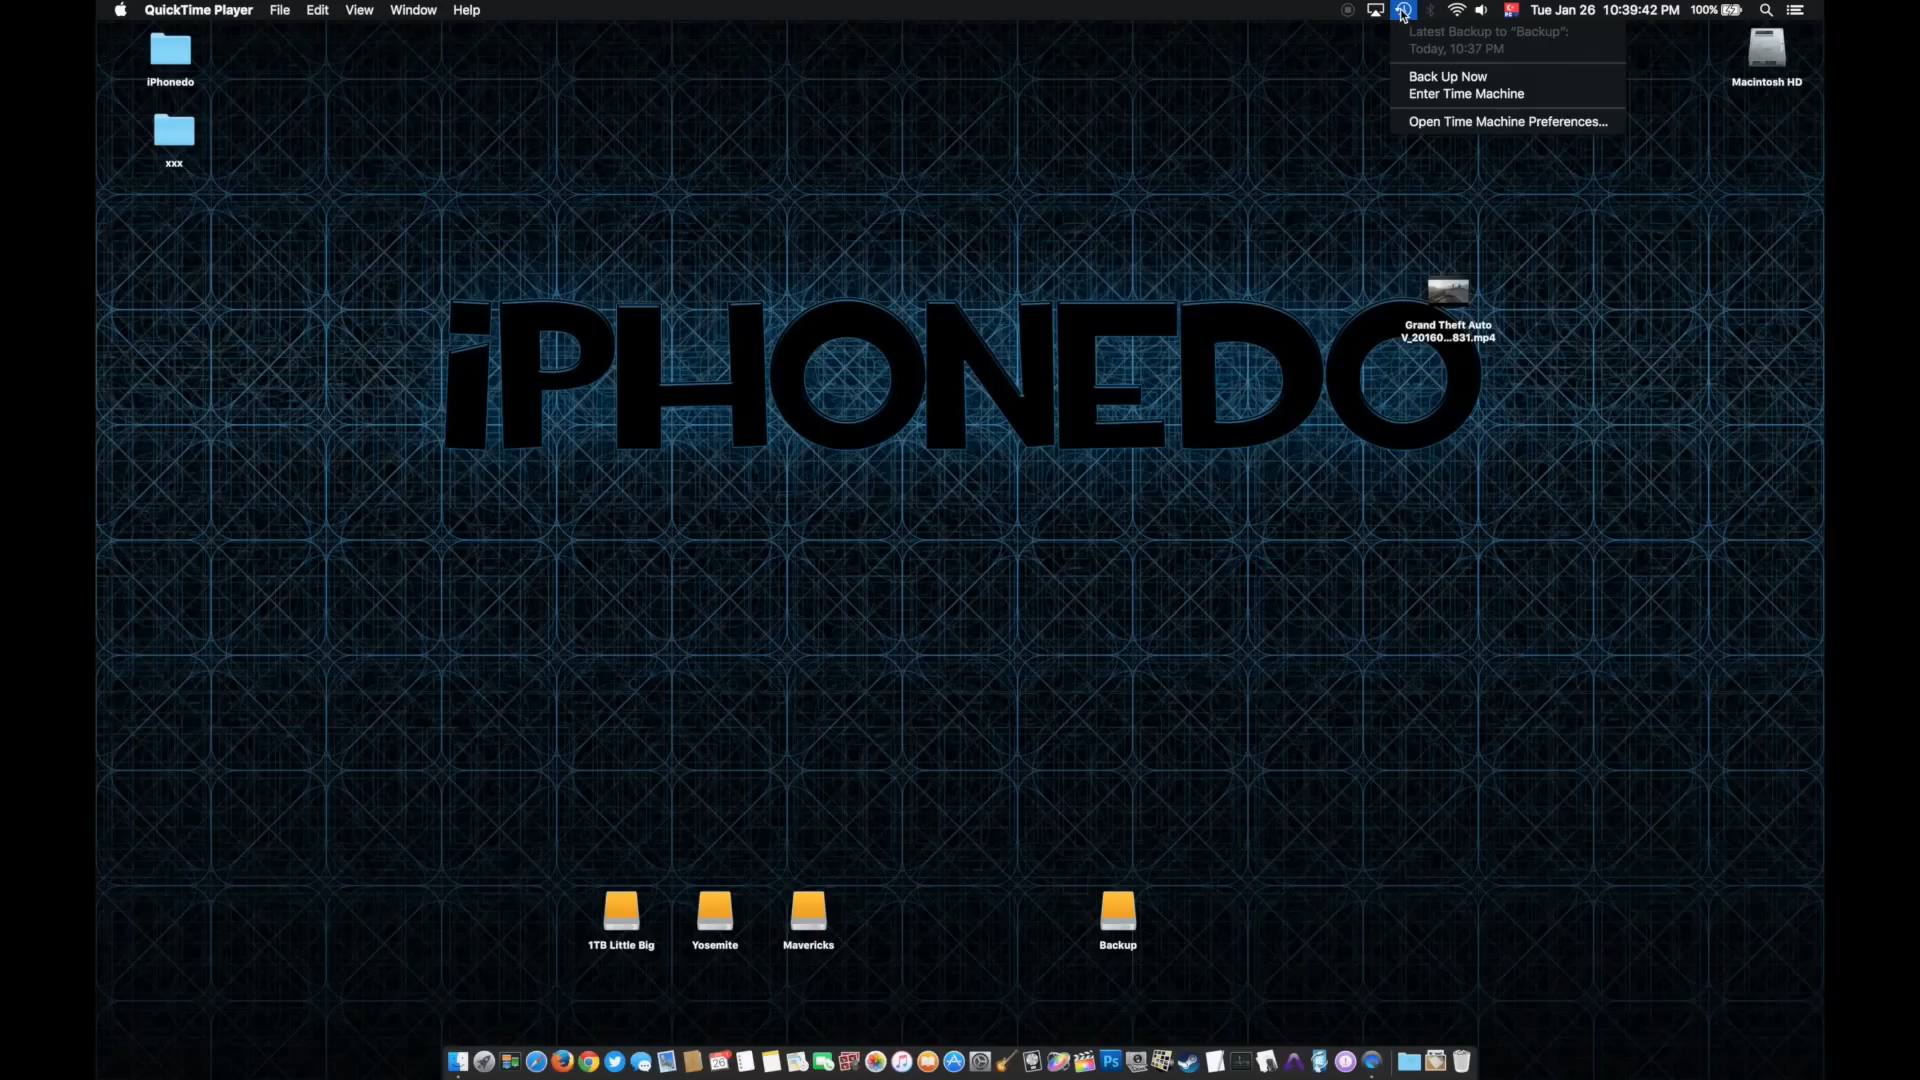 QuickTime Player File Edit View Window Help Tue Jan 26 10:39:42 PM 100%
Latest Backup to “Backup”:
Today, 10:37 PM
Back Up Now
Enter Time Machine
Open Time Machine Preferences...
iPhonedo
Macintosh HD
xxx
Grand Theft Auto
V_20160...831.mp4
iPHONEDO
1TB Little Big
Yosemite
Mavericks
Backup